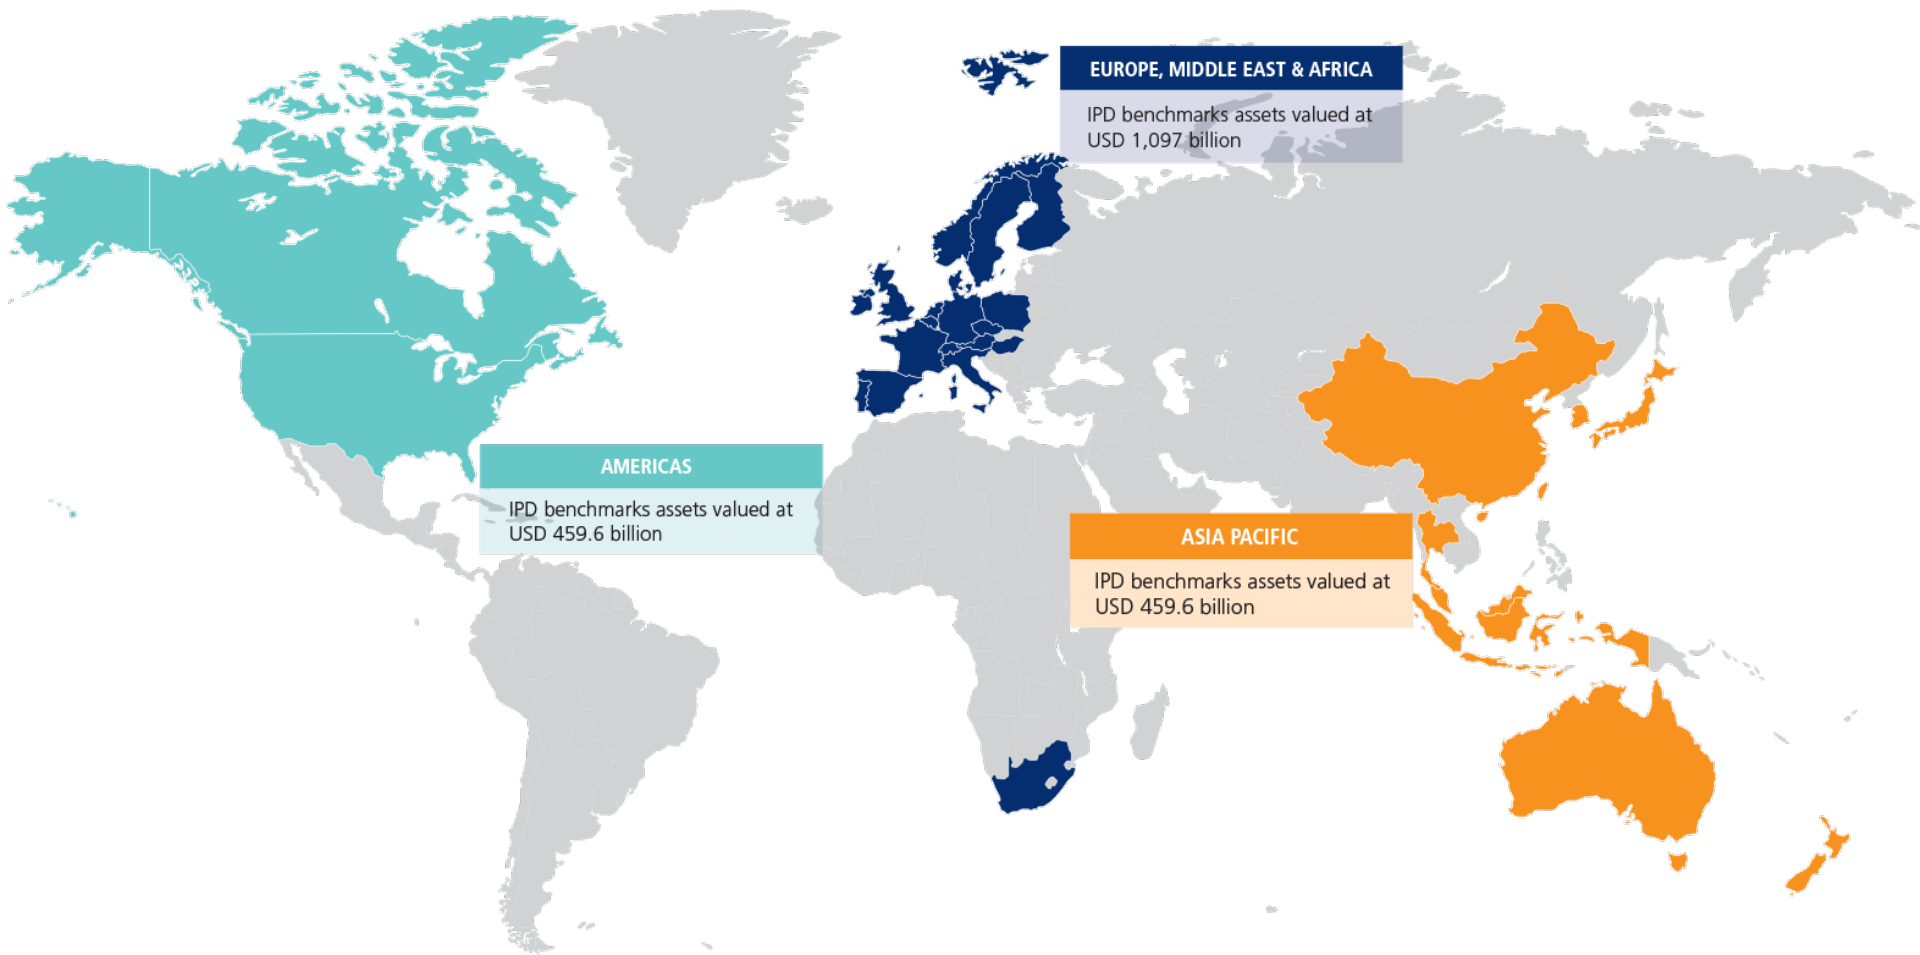 EUROPE, MIDDLE EAST & AFRICA
IPD benchmarks assets valued at
USD 1,097 billion
AMERICAS
IPD benchmarks assets valued at
USD 459.6 billion
ASIA PACIFIC
IPD benchmarks assets valued at
USD 459.6 billion